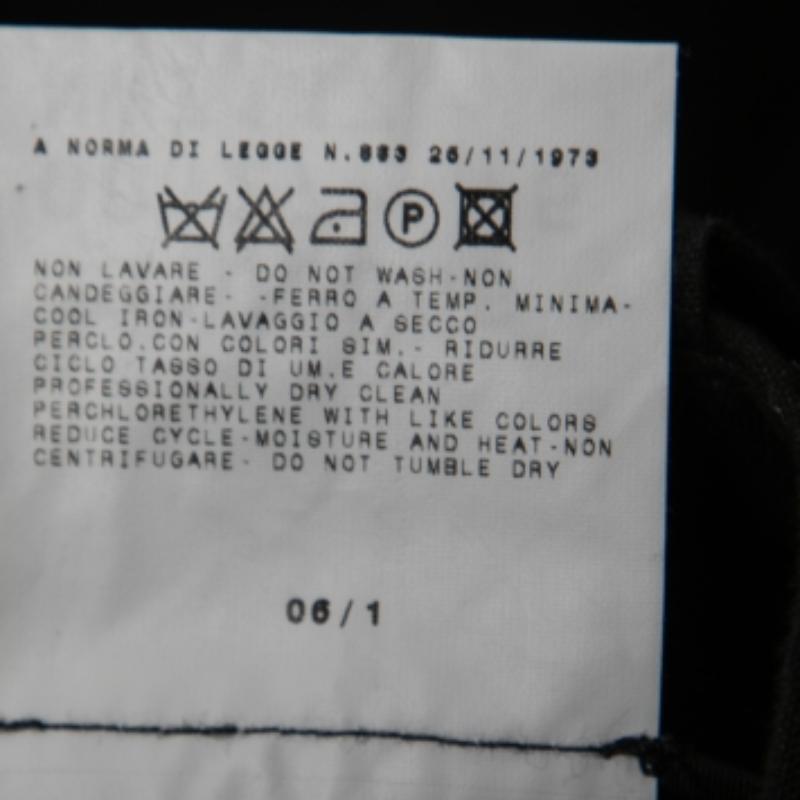 A NORMA DI LEGGE N.883 26/11/1973
P
NON LAVARE - DO NOT WASH-NON
CANDEGGIARE- -FERRO A TEMP. MINIMA-
COOL IRON-LAVAGGIO A SECCO
PERCLO.CON COLORI SIM.- RIDURRE
CICLO TASSO DI UM.E CALORE
PROFESSIONALLY DRY CLEAN
PERCHLORETHYLENE WITH LIKE COLORS
REDUCE CYCLE-MOISTURE AND HEAT-NON
CENTRIFUGARE- DO NOT TUMBLE DRY
06/1